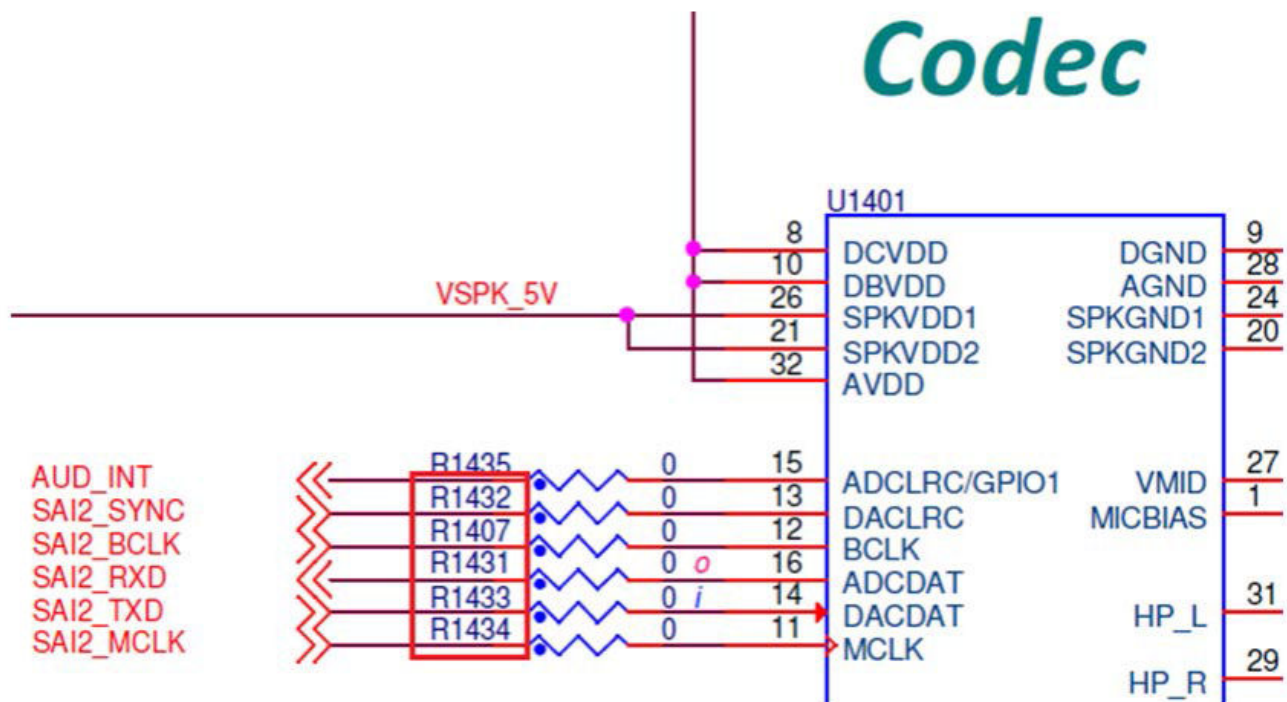 Codec
U1401
8 DCVDD DGND 9
10 DBVDD AGND 28
VSPK_5V 26 SPKVDD1 SPKGND1 24
21 SPKVDD2 SPKGND2 20
32 AVDD
AUD_INT R1435 0 15 ADCLRC/GPIO1 VMID 27
SAI2_SYNC R1432 0 13 DACLRC MICBIAS 1
SAI2_BCLK R1407 0 12 BCLK
SAI2_RXD R1431 0 o 16 ADCDAT
SAI2_TXD R1433 0 i 14 DACDAT HP_L 31
SAI2_MCLK R1434 0 11 MCLK
HP_R 29